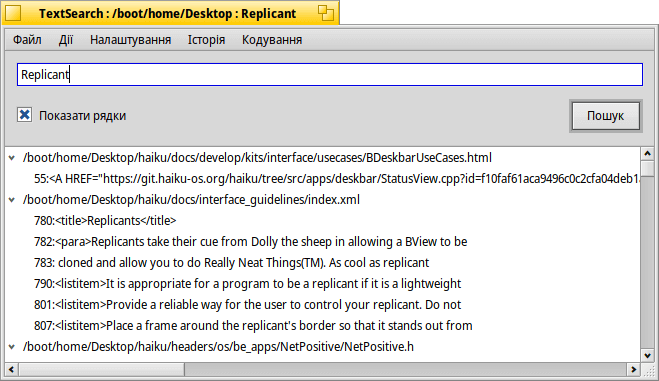 TextSearch : /boot/home/Desktop : Replicant
Файл Дії Налаштування Історія Кодування
Replicant
Показати рядки Пошук
/boot/home/Desktop/haiku/docs/develop/kits/interface/usecases/BDeskbarUseCases.html
55:<A HREF="https://git.haiku-os.org/haiku/tree/src/apps/deskbar/StatusView.cpp?id=f10faf61aca9496c0c2cfa04deb1
/boot/home/Desktop/haiku/docs/interface_guidelines/index.xml
780:<title>Replicants</title>
782:<para>Replicants take their cue from Dolly the sheep in allowing a BView to be
783: cloned and allow you to do Really Neat Things(TM). As cool as replicant
790:<listitem>It is appropriate for a program to be a replicant if it is a lightweight
801:<listitem>Provide a reliable way for the user to control your replicant. Do not
807:<listitem>Place a frame around the replicant's border so that it stands out from
/boot/home/Desktop/haiku/headers/os/be_apps/NetPositive/NetPositive.h